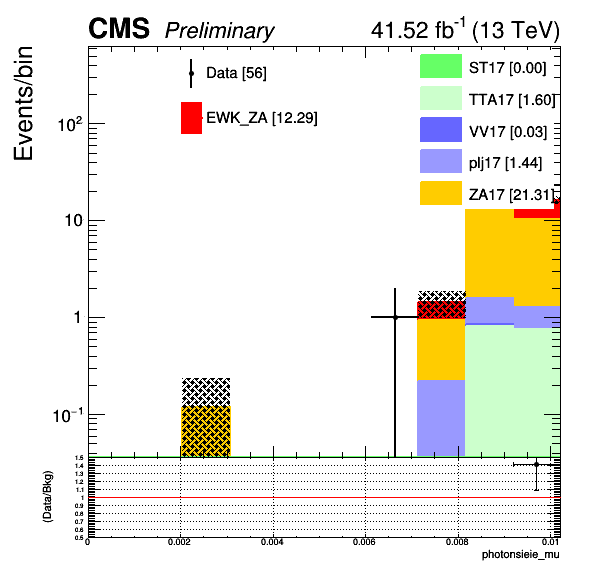 CMS Preliminary 41.52 fb-1 (13 TeV)
Events/bin
Data [56]
EWK_ZA [12.29]
ST17 [0.00]
TTA17 [1.60]
VV17 [0.03]
plj17 [1.44]
ZA17 [21.31]
10²
10
1
10⁻¹
(Data/Bkg)
1.5
1.4
1.3
1.2
1.1
1
0.9
0.8
0.7
0.6
0.5
0 0.002 0.004 0.006 0.008 0.01
photonsieie_mu